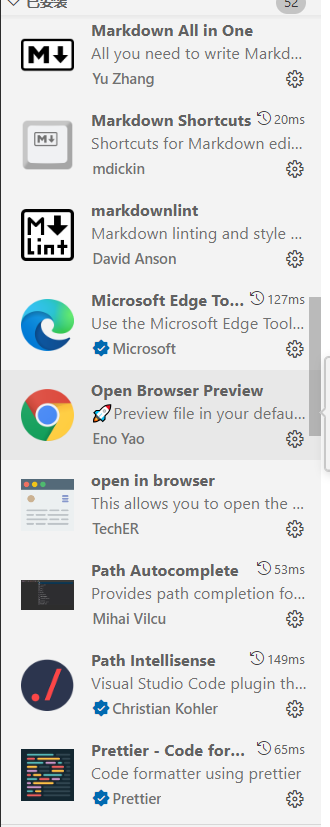 已安装 52
Markdown All in One
All you need to write Markd...
Yu Zhang
Markdown Shortcuts 20ms
Shortcuts for Markdown edi...
mdickin
markdownlint
Markdown linting and style ...
David Anson
Microsoft Edge To... 127ms
Use the Microsoft Edge Tool...
Microsoft
Open Browser Preview
🚀Preview file in your defau...
Eno Yao
open in browser
This allows you to open the ...
TechER
Path Autocomplete 53ms
Provides path completion fo...
Mihai Vilcu
Path Intellisense 149ms
Visual Studio Code plugin th...
Christian Kohler
Prettier - Code for... 65ms
Code formatter using prettier
Prettier